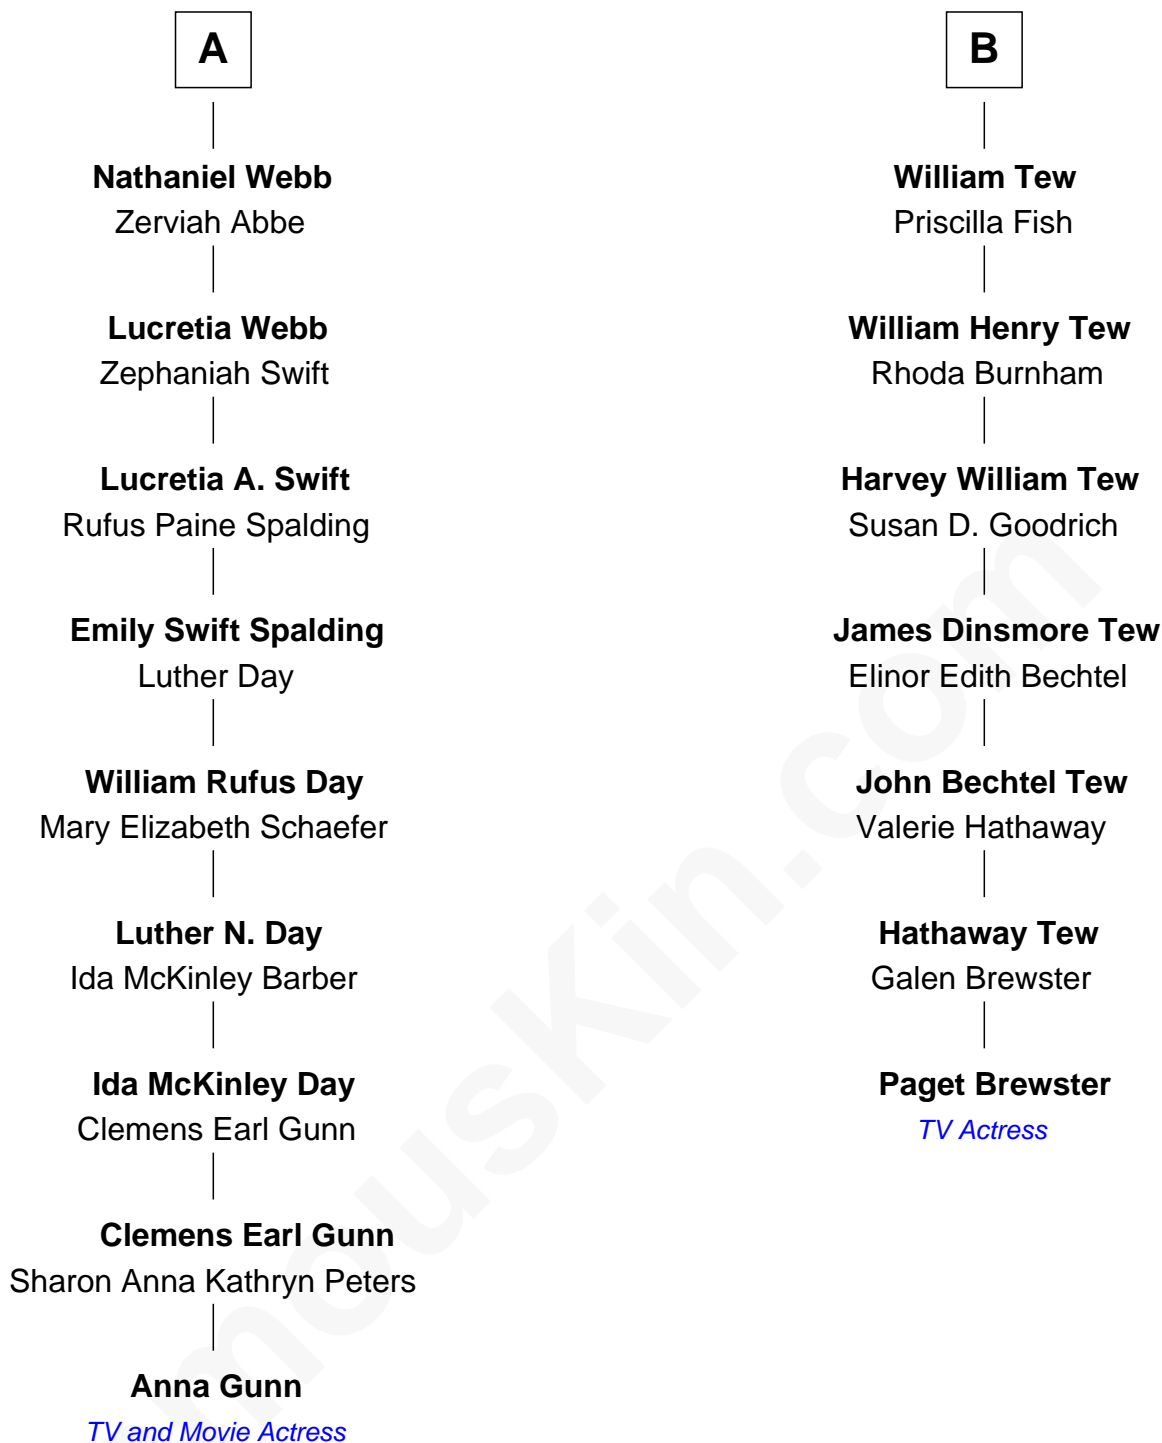 A
Nathaniel Webb
Zerviah Abbe
Lucretia Webb
Zephaniah Swift
Lucretia A. Swift
Rufus Paine Spalding
Emily Swift Spalding
Luther Day
William Rufus Day
Mary Elizabeth Schaefer
Luther N. Day
Ida McKinley Barber
Ida McKinley Day
Clemens Earl Gunn
Clemens Earl Gunn
Sharon Anna Kathryn Peters
Anna Gunn
TV and Movie Actress
B
William Tew
Priscilla Fish
William Henry Tew
Rhoda Burnham
Harvey William Tew
Susan D. Goodrich
James Dinsmore Tew
Elinor Edith Bechtel
John Bechtel Tew
Valerie Hathaway
Hathaway Tew
Galen Brewster
Paget Brewster
TV Actress
mousKin.com